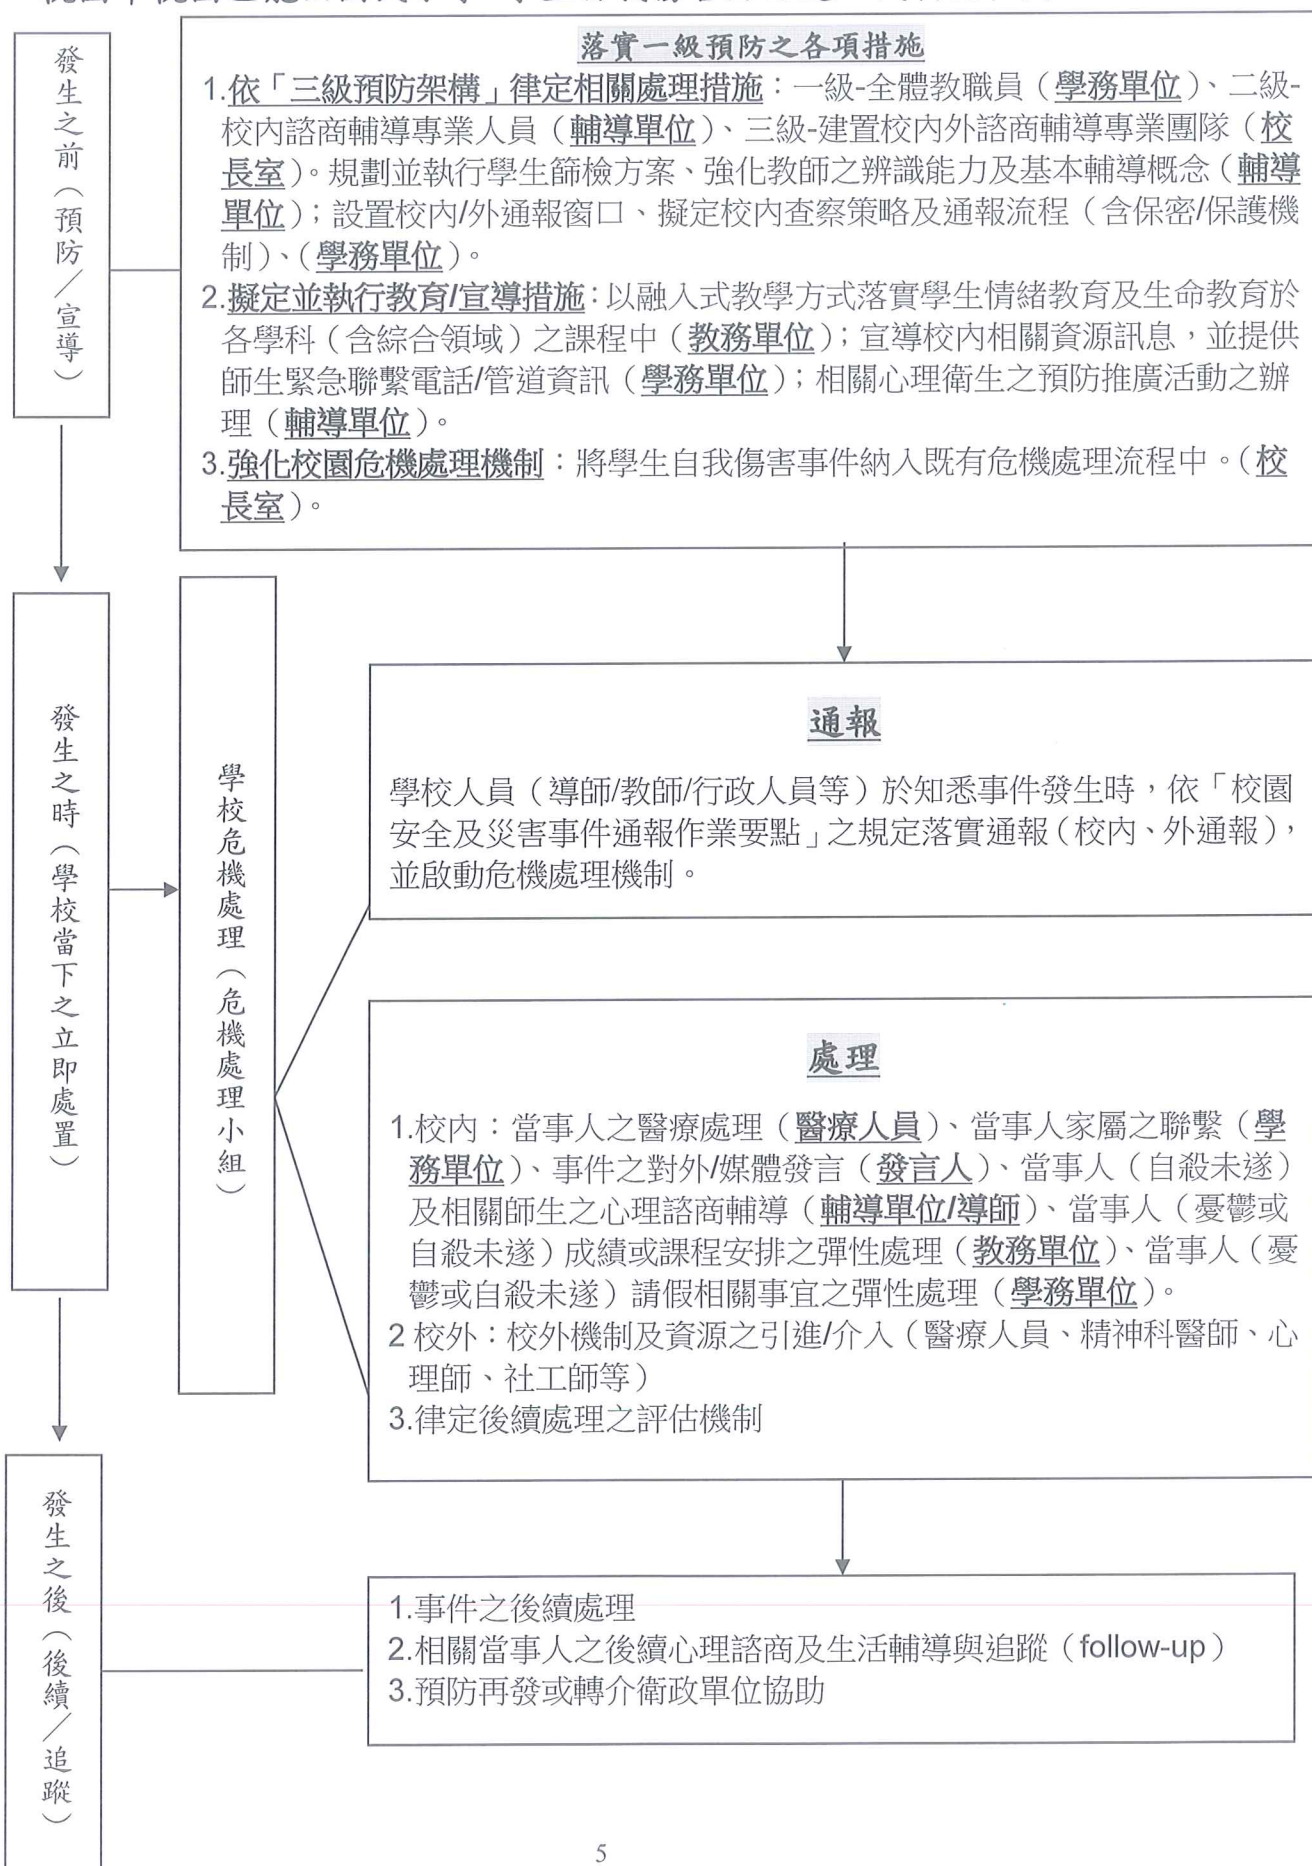 發生之前（預防／宣導）
落實一級預防之各項措施
1.依「三級預防架構」律定相關處理措施：一級-全體教職員（學務單位）、二級-
校內諮商輔導專業人員（輔導單位）、三級-建置校內外諮商輔導專業團隊（校
長室）。規劃並執行學生篩檢方案、強化教師之辨識能力及基本輔導概念（輔導
單位）；設置校內/外通報窗口、擬定校內查察策略及通報流程（含保密/保護機
制）、（學務單位）。
2.擬定並執行教育/宣導措施：以融入式教學方式落實學生情緒教育及生命教育於
各學科（含綜合領域）之課程中（教務單位）；宣導校內相關資源訊息，並提供
師生緊急聯繫電話/管道資訊（學務單位）；相關心理衛生之預防推廣活動之辦
理（輔導單位）。
3.強化校園危機處理機制：將學生自我傷害事件納入既有危機處理流程中。（校
長室）。
發生之時（學校當下之立即處置）
學校危機處理（危機處理小組）
通報
學校人員（導師/教師/行政人員等）於知悉事件發生時，依「校園
安全及災害事件通報作業要點」之規定落實通報（校內、外通報），
並啟動危機處理機制。
處理
1.校內：當事人之醫療處理（醫療人員）、當事人家屬之聯繫（學
務單位）、事件之對外/媒體發言（發言人）、當事人（自殺未遂）
及相關師生之心理諮商輔導（輔導單位/導師）、當事人（憂鬱或
自殺未遂）成績或課程安排之彈性處理（教務單位）、當事人（憂
鬱或自殺未遂）請假相關事宜之彈性處理（學務單位）。
2 校外：校外機制及資源之引進/介入（醫療人員、精神科醫師、心
理師、社工師等）
3.律定後續處理之評估機制
發生之後（後續／追蹤）
1.事件之後續處理
2.相關當事人之後續心理諮商及生活輔導與追蹤（follow-up）
3.預防再發或轉介衛政單位協助
5